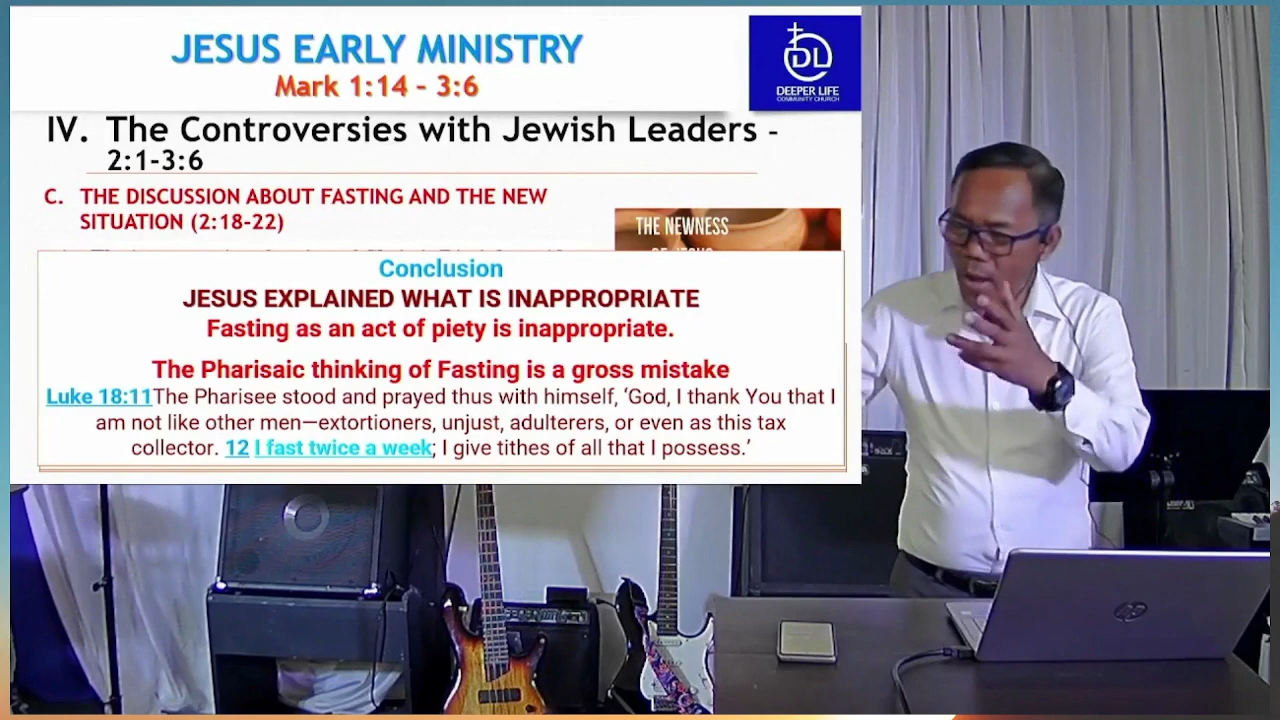 JESUS EARLY MINISTRY
Mark 1:14 - 3:6
DL
DEEPER LIFE
COMMUNITY CHURCH
IV. The Controversies with Jewish Leaders -
2:1-3:6
C. THE DISCUSSION ABOUT FASTING AND THE NEW
SITUATION (2:18-22)
THE NEWNESS
Conclusion
JESUS EXPLAINED WHAT IS INAPPROPRIATE
Fasting as an act of piety is inappropriate.
The Pharisaic thinking of Fasting is a gross mistake
Luke 18:11The Pharisee stood and prayed thus with himself, ‘God, I thank You that I
am not like other men—extortioners, unjust, adulterers, or even as this tax
collector. 12 I fast twice a week; I give tithes of all that I possess.’
hp